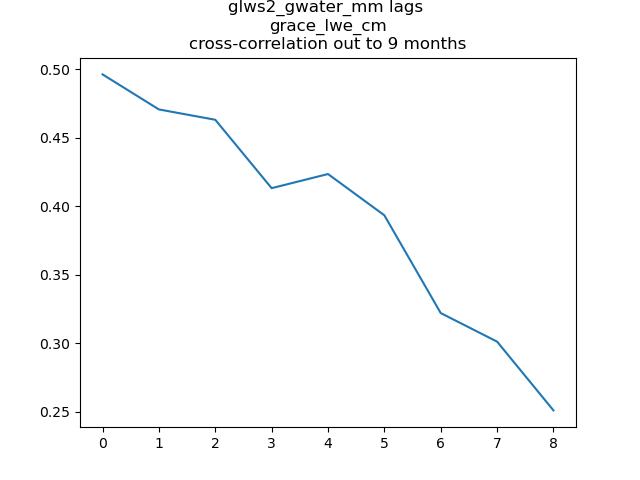 glws2_gwater_mm lags
grace_lwe_cm
cross-correlation out to 9 months
0.50
0.45
0.40
0.35
0.30
0.25
0 1 2 3 4 5 6 7 8